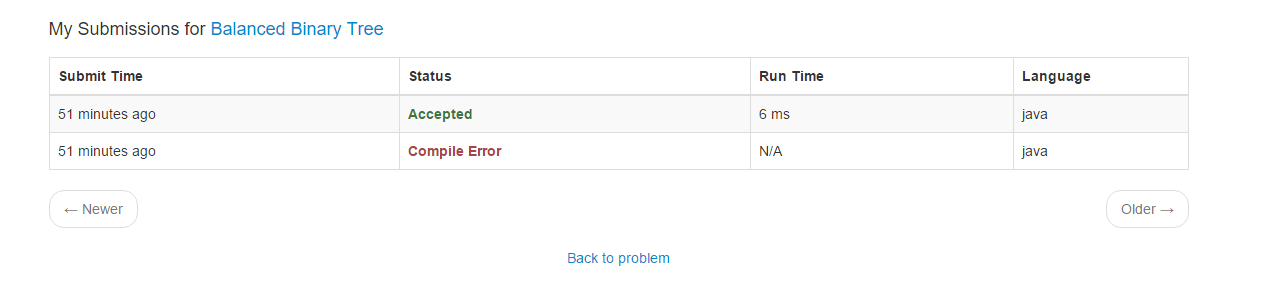 My Submissions for Balanced Binary Tree
Submit Time Status Run Time Language
51 minutes ago Accepted 6 ms java
51 minutes ago Compile Error N/A java
← Newer Older →
Back to problem